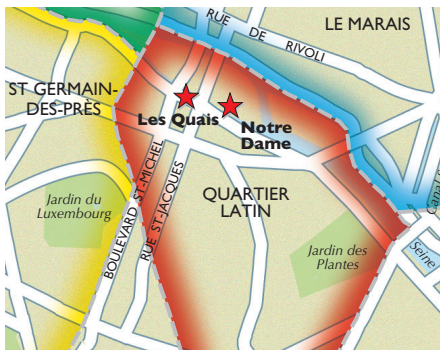 RUE DE RIVOLI
LE MARAIS
ST GERMAIN-
DES-PRÈS
Les Quais
Notre
Dame
BOULEVARD ST-MICHEL
RUE ST-JACQUES
QUARTIER
LATIN
Jardin du
Luxembourg
Jardin des
Plantes
Seine